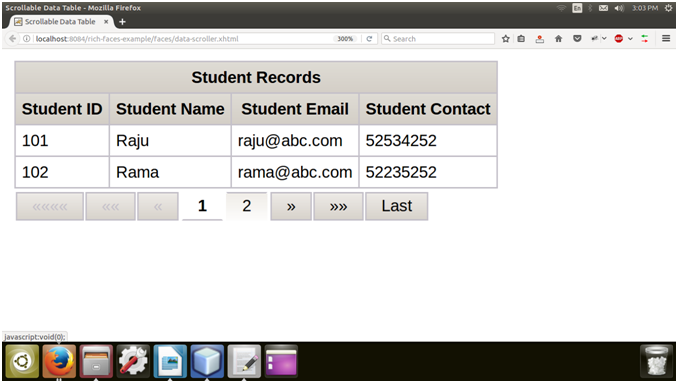 Scrollable Data Table - Mozilla Firefox
En
3:03 PM
Scrollable Data Table
×
+
localhost:8084/rich-faces-example/faces/data-scroller.xhtml
300%
Search
ABP
Student Records
Student ID Student Name Student Email Student Contact
101 Raju raju@abc.com 52534252
102 Rama rama@abc.com 52235252
«««« «« « 1 2 » »» Last
javascript:void(0);